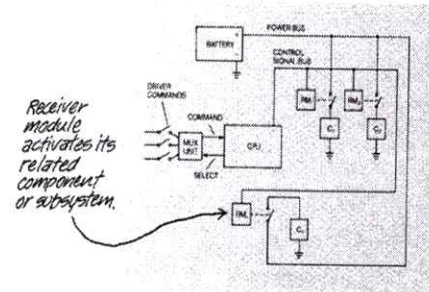 POWER BUS
BATTERY
CONTROL
SIGNAL BUS
DRIVER
COMMANDS
COMMAND
MUX
UNIT
CPU
SELECT
Receiver
module
activates its
related
component
or subsystem.